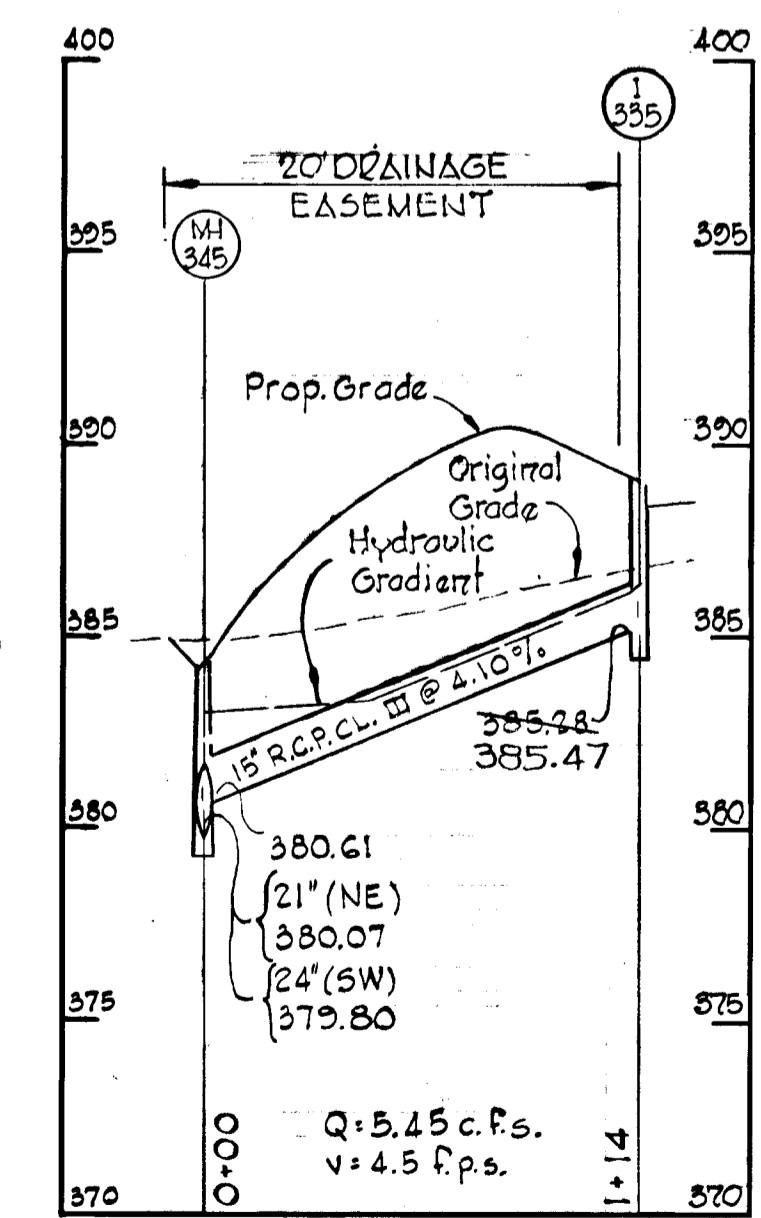 400
400
I
335
20' DRAINAGE
EASEMENT
MH
345
395
395
Prop. Grade
390
390
Original
Grade
Hydraulic
Gradient
385
385
15" R.C.P. CL. III @ 4.10%
385.28
385.47
380
380
380.61
21" (NE)
380.07
24" (SW)
379.80
375
375
0+00
Q=5.45 c.f.s.
v=4.5 f.p.s.
1+14
370
370